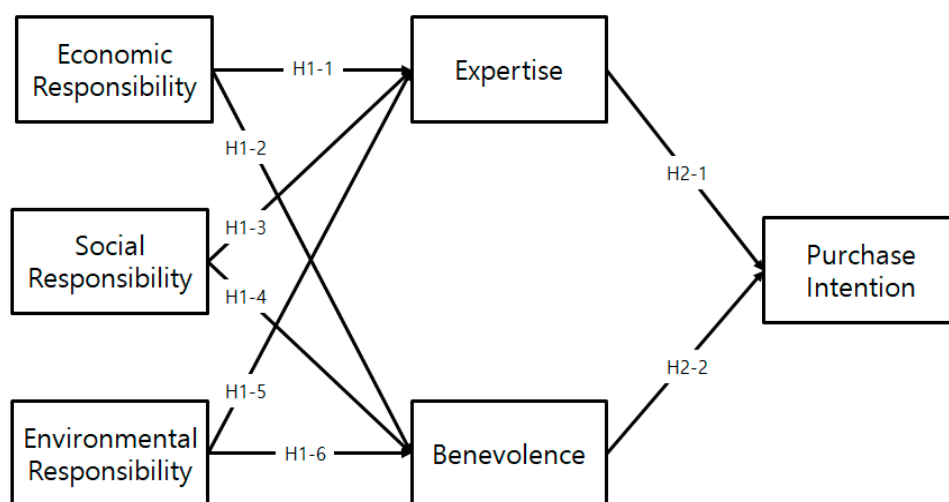 Economic
Responsibility
H1-1
Expertise
H1-2
H2-1
H1-3
Social
Responsibility
Purchase
Intention
H1-4
H2-2
H1-5
Environmental
Responsibility
H1-6
Benevolence